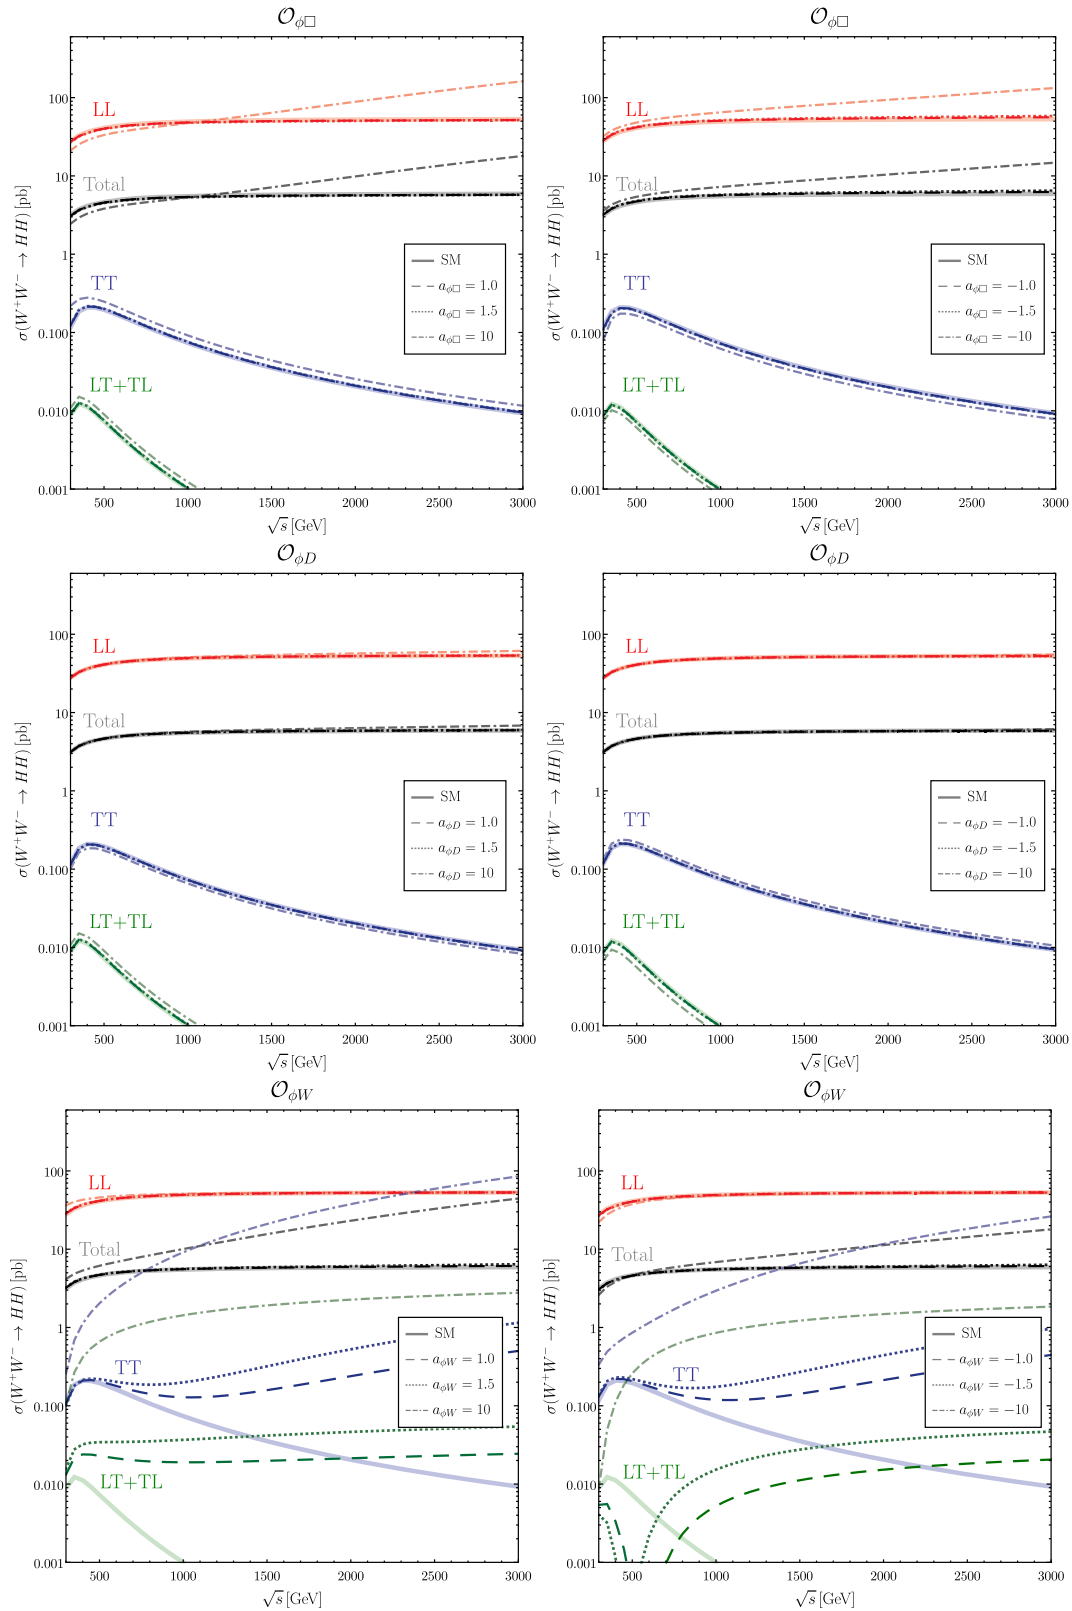 𝒪_{ϕ□}
σ(W⁺W⁻ → HH) [pb]
100
10
1
0.100
0.010
0.001
LL
Total
TT
LT+TL
SM
a_{ϕ□} = 1.0
a_{ϕ□} = 1.5
a_{ϕ□} = 10
500 1000 1500 2000 2500 3000
√s [GeV]
𝒪_{ϕ□}
σ(W⁺W⁻ → HH) [pb]
100
10
1
0.100
0.010
0.001
LL
Total
TT
LT+TL
SM
a_{ϕ□} = −1.0
a_{ϕ□} = −1.5
a_{ϕ□} = −10
500 1000 1500 2000 2500 3000
√s [GeV]
𝒪_{ϕD}
σ(W⁺W⁻ → HH) [pb]
100
10
1
0.100
0.010
0.001
LL
Total
TT
LT+TL
SM
a_{ϕD} = 1.0
a_{ϕD} = 1.5
a_{ϕD} = 10
500 1000 1500 2000 2500 3000
√s [GeV]
𝒪_{ϕD}
σ(W⁺W⁻ → HH) [pb]
100
10
1
0.100
0.010
0.001
LL
Total
TT
LT+TL
SM
a_{ϕD} = −1.0
a_{ϕD} = −1.5
a_{ϕD} = −10
500 1000 1500 2000 2500 3000
√s [GeV]
𝒪_{ϕW}
σ(W⁺W⁻ → HH) [pb]
100
10
1
0.100
0.010
0.001
LL
Total
TT
LT+TL
SM
a_{ϕW} = 1.0
a_{ϕW} = 1.5
a_{ϕW} = 10
500 1000 1500 2000 2500 3000
√s [GeV]
𝒪_{ϕW}
σ(W⁺W⁻ → HH) [pb]
100
10
1
0.100
0.010
0.001
LL
Total
TT
LT+TL
SM
a_{ϕW} = −1.0
a_{ϕW} = −1.5
a_{ϕW} = −10
500 1000 1500 2000 2500 3000
√s [GeV]